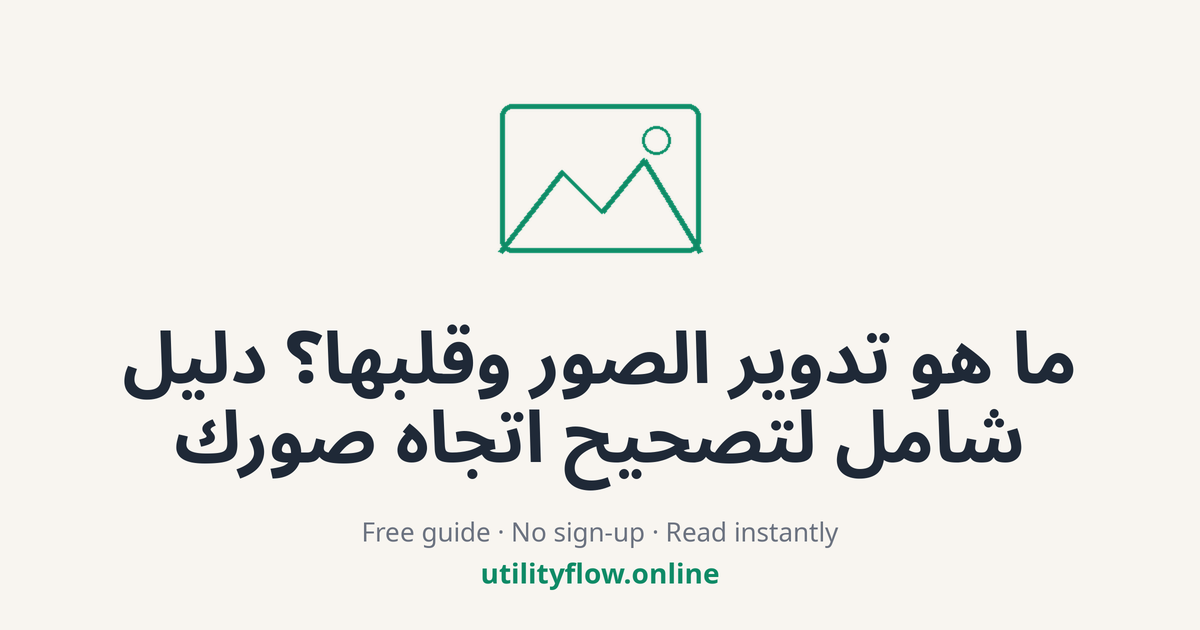 ما هو تدوير الصور وقلبها؟ دليل
شامل لتصحيح اتجاه صورك
Free guide · No sign-up · Read instantly
utilityflow.online